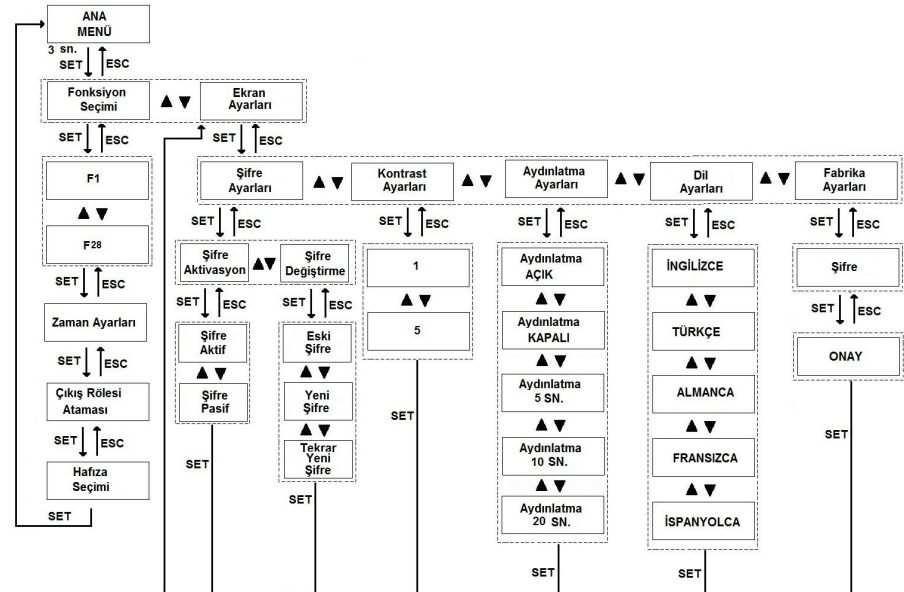 ANA
MENÜ
3 sn.
SET ESC
Fonksiyon
Seçimi
Ekran
Ayarları
SET ESC
SET ESC
F1
F28
SET ESC
Zaman Ayarları
SET ESC
Çıkış Rölesi
Ataması
SET ESC
Hafıza
Seçimi
SET
Şifre
Ayarları
Kontrast
Ayarları
Aydınlatma
Ayarları
Dil
Ayarları
Fabrika
Ayarları
SET ESC
SET ESC
SET ESC
SET ESC
SET ESC
Şifre
Aktivasyon
Şifre
Değiştirme
SET ESC
SET ESC
Şifre
Aktif
Şifre
Pasif
SET
Eski
Şifre
Yeni
Şifre
Tekrar
Yeni
Şifre
SET
1
5
SET
Aydınlatma
AÇIK
Aydınlatma
KAPALI
Aydınlatma
5 SN.
Aydınlatma
10 SN.
Aydınlatma
20 SN.
SET
İNGİLİZCE
TÜRKÇE
ALMANCA
FRANSIZCA
İSPANYOLCA
SET
Şifre
SET ESC
ONAY
SET